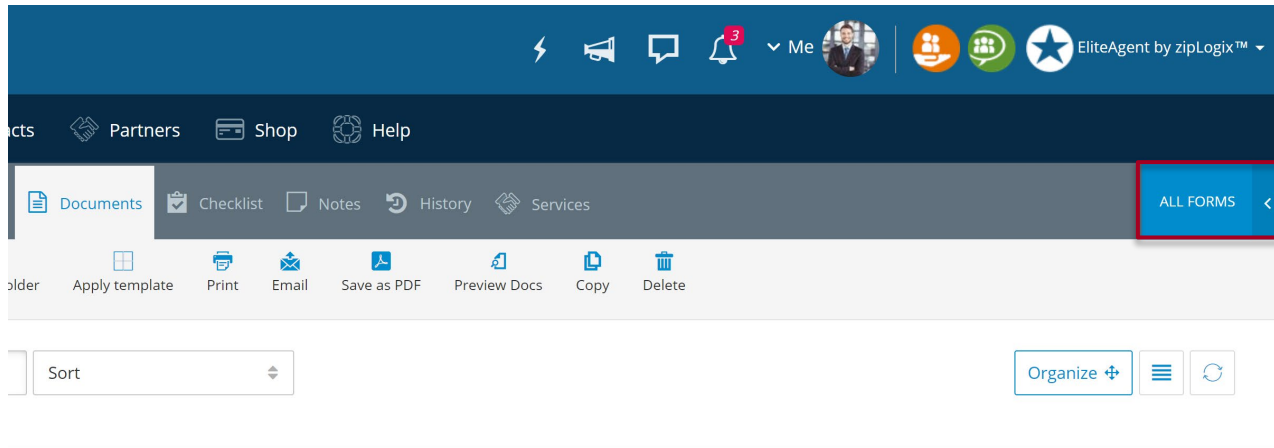 3
Me
EliteAgent by zipLogix™
acts Partners Shop Help
Documents Checklist Notes History Services
ALL FORMS
older Apply template Print Email Save as PDF Preview Docs Copy Delete
Sort
Organize